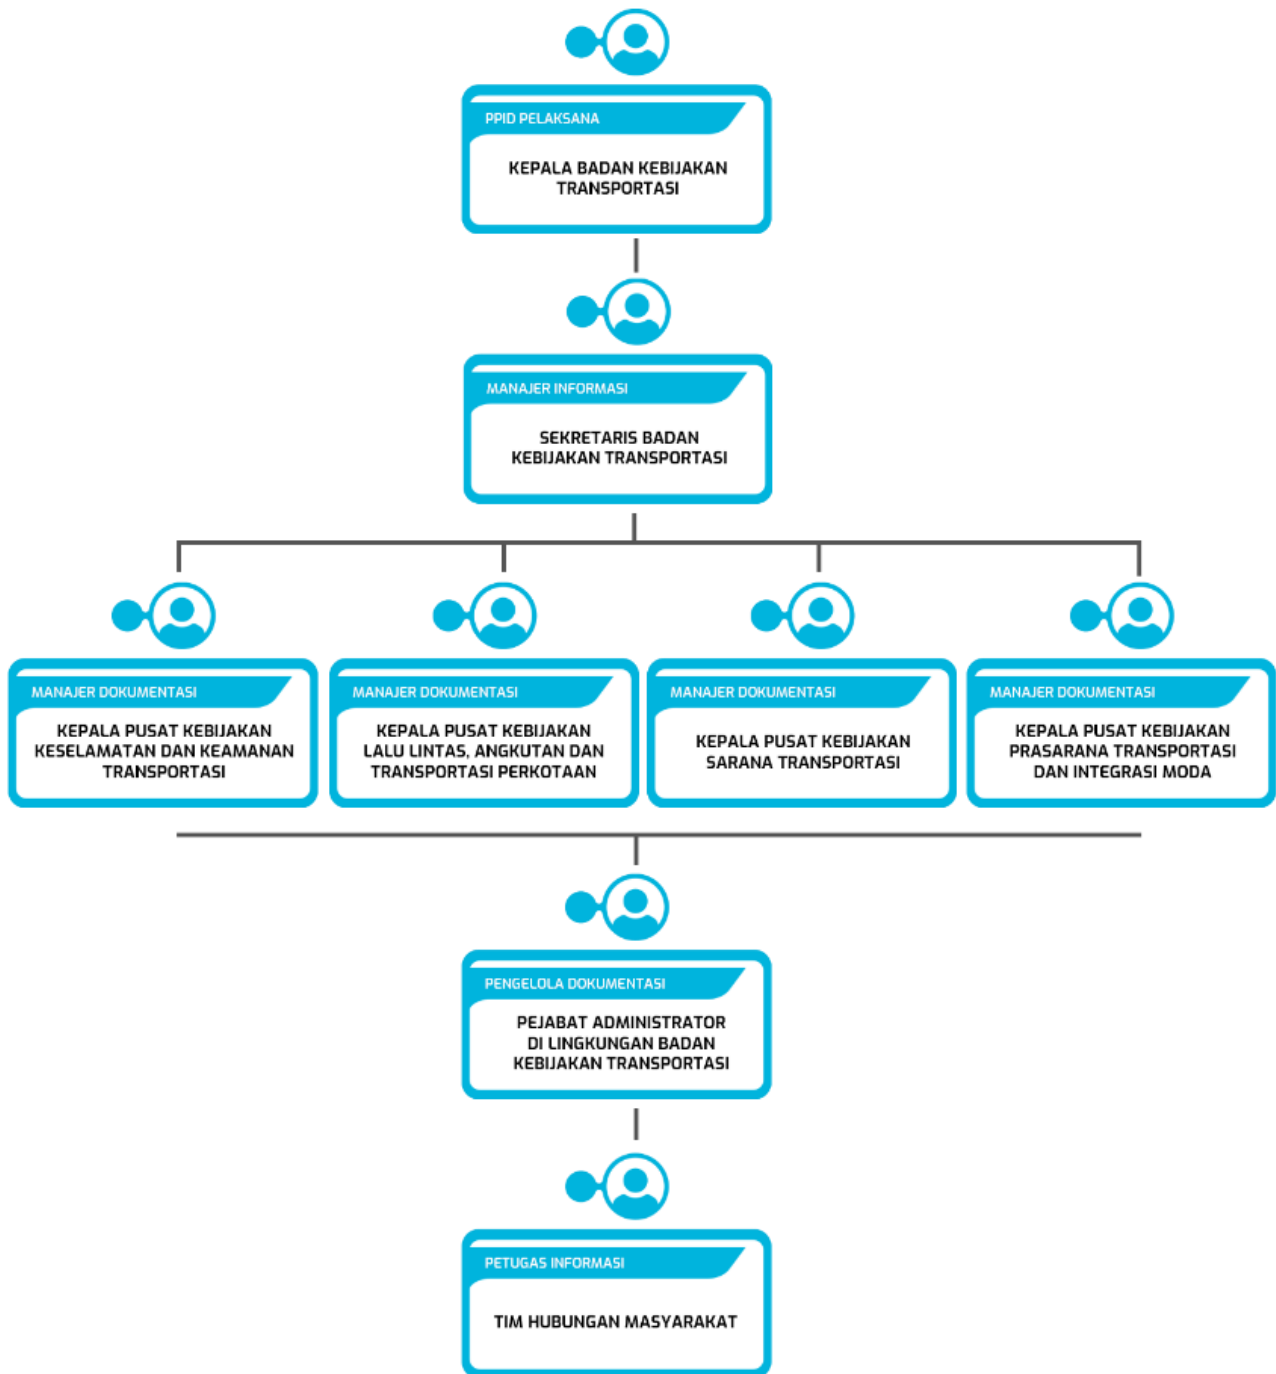 PPID PELAKSANA
KEPALA BADAN KEBIJAKAN
TRANSPORTASI
MANAJER INFORMASI
SEKRETARIS BADAN
KEBIJAKAN TRANSPORTASI
MANAJER DOKUMENTASI
KEPALA PUSAT KEBIJAKAN
KESELAMATAN DAN KEAMANAN
TRANSPORTASI
MANAJER DOKUMENTASI
KEPALA PUSAT KEBIJAKAN
LALU LINTAS, ANGKUTAN DAN
TRANSPORTASI PERKOTAAN
MANAJER DOKUMENTASI
KEPALA PUSAT KEBIJAKAN
SARANA TRANSPORTASI
MANAJER DOKUMENTASI
KEPALA PUSAT KEBIJAKAN
PRASARANA TRANSPORTASI
DAN INTEGRASI MODA
PENGELOLA DOKUMENTASI
PEJABAT ADMINISTRATOR
DI LINGKUNGAN BADAN
KEBIJAKAN TRANSPORTASI
PETUGAS INFORMASI
TIM HUBUNGAN MASYARAKAT